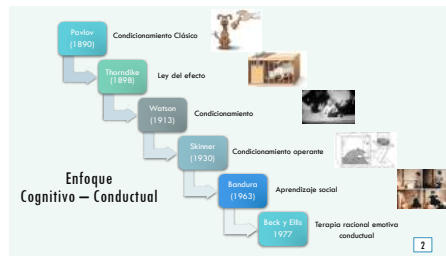 Pavlov
(1890)
Condicionamiento Clásico
Thorndike
(1898)
Ley del efecto
Watson
(1913)
Condicionamiento
Skinner
(1930)
Condicionamiento operante
Bandura
(1963)
Aprendizaje social
Beck y Ellis
1977
Terapia racional emotiva
conductual
Enfoque
Cognitivo – Conductual
2